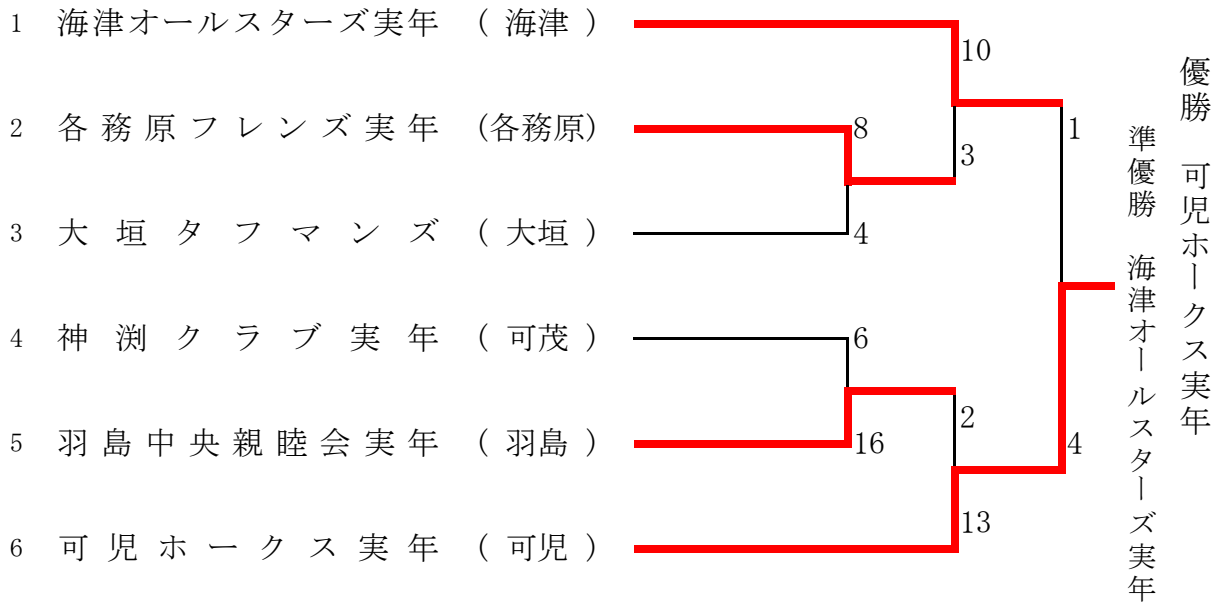 1 海津オールスターズ実年 ( 海津 )
10
2 各務原フレンズ実年 (各務原)
8
3
1
3 大垣タフマンズ ( 大垣 )
4
4 神渕クラブ実年 ( 可茂 )
6
5 羽島中央親睦会実年 ( 羽島 )
16
2
4
6 可児ホークス実年 ( 可児 )
13
優勝 可児ホークス実年
準優勝 海津オールスターズ実年